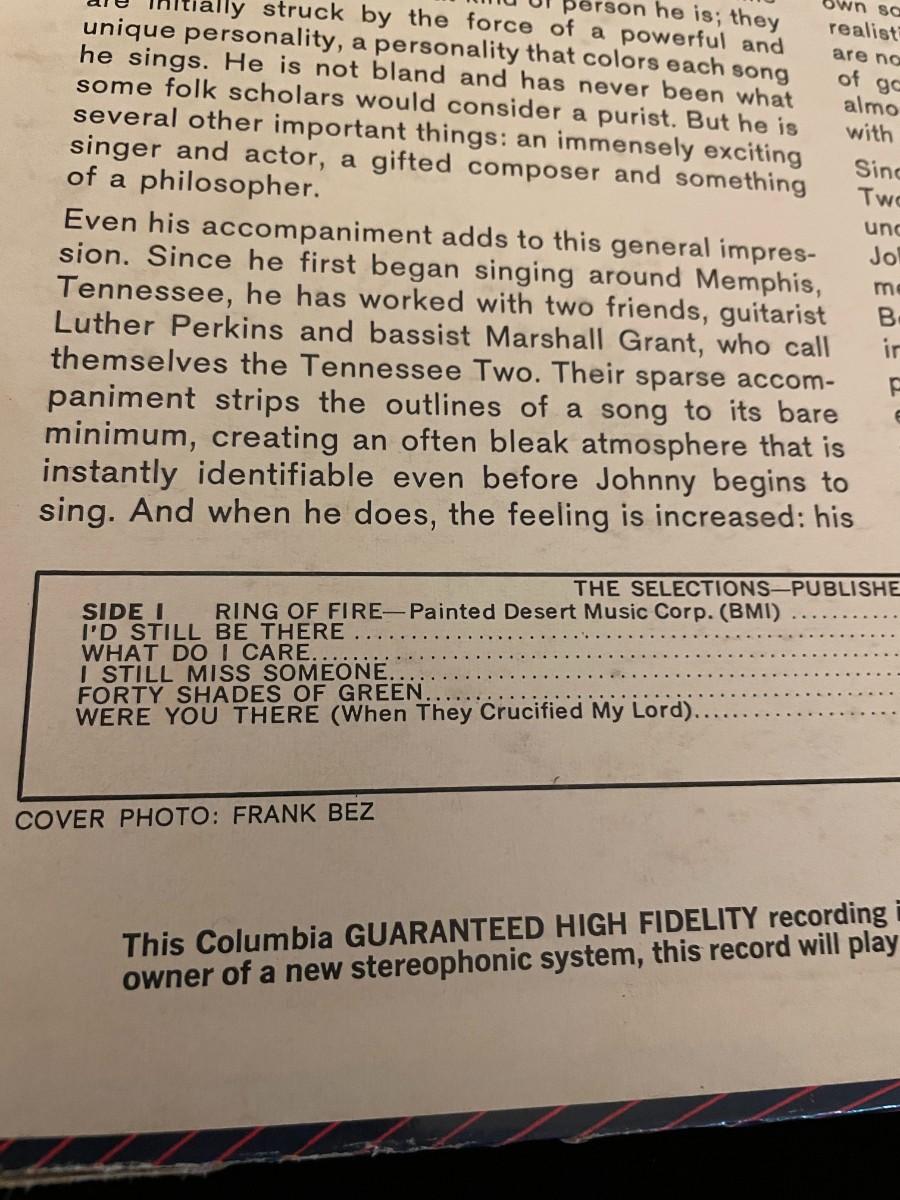 are initially struck by the force of a powerful and
unique personality, a personality that colors each song
he sings. He is not bland and has never been what
some folk scholars would consider a purist. But he is
several other important things: an immensely exciting
singer and actor, a gifted composer and something
of a philosopher.
Even his accompaniment adds to this general impres-
sion. Since he first began singing around Memphis,
Tennessee, he has worked with two friends, guitarist
Luther Perkins and bassist Marshall Grant, who call
themselves the Tennessee Two. Their sparse accom-
paniment strips the outlines of a song to its bare
minimum, creating an often bleak atmosphere that is
instantly identifiable even before Johnny begins to
sing. And when he does, the feeling is increased: his
own
are
of
with
THE SELECTIONS—PUBLISHE
SIDE I RING OF FIRE—Painted Desert Music Corp. (BMI)
I'D STILL BE THERE
WHAT DO I CARE
I STILL MISS SOMEONE
FORTY SHADES OF GREEN
WERE YOU THERE (When They Crucified My Lord)
COVER PHOTO: FRANK BEZ
This Columbia GUARANTEED HIGH FIDELITY recording
owner of a new stereophonic system, this record will play